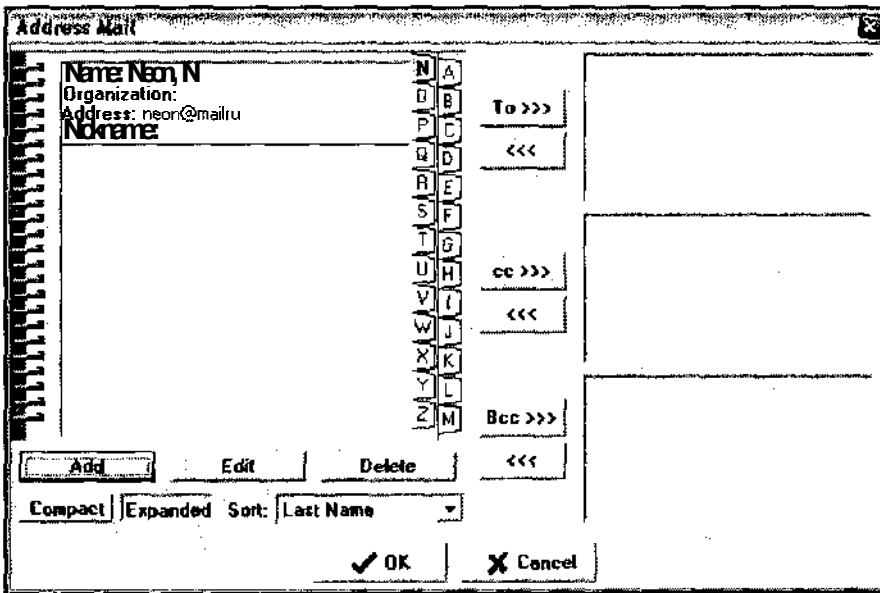 Address Mail
Name: Neon, N
Organization:
Address: neon@mailru
Nickname:
N A
O B
P C
Q D
R E
S F
T G
U H
V I
W J
X K
Y L
Z M
To >>>
<<<
cc >>>
<<<
Bcc >>>
<<<
Add Edit Delete
Compact Expanded Sort: Last Name
OK Cancel